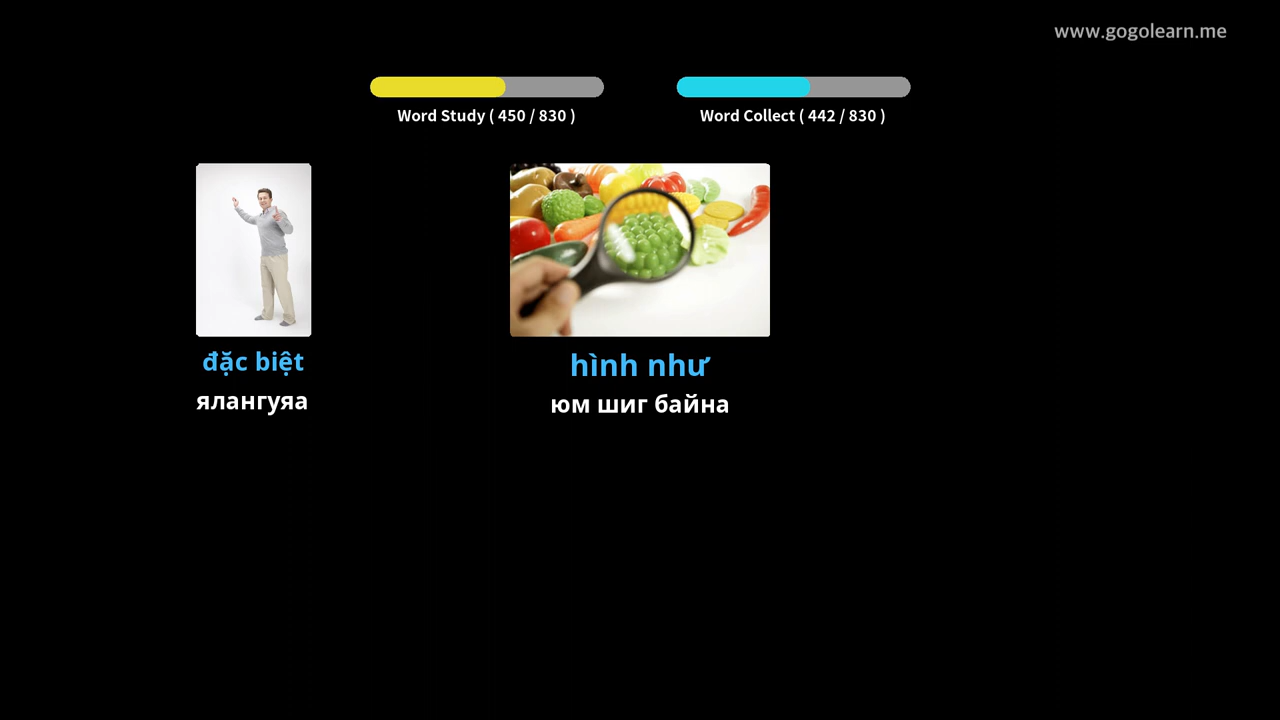 www.gogolearn.me
Word Study ( 450 / 830 )
Word Collect ( 442 / 830 )
đặc biệt
ялангуяа
hình như
юм шиг байна